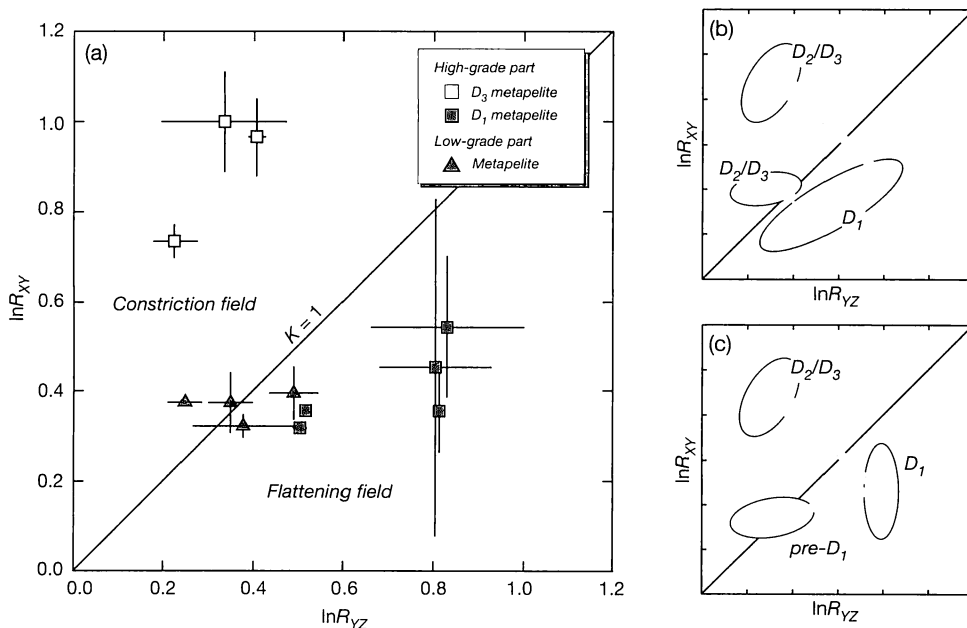 (a)
High-grade part
D3 metapelite
D1 metapelite
Low-grade part
Metapelite
Constriction field
K = 1
Flattening field
1.2
1.0
0.8
0.6
0.4
0.2
0.0
0.0 0.2 0.4 0.6 0.8 1.0 1.2
lnRXY
lnRYZ
(b)
D2/D3
D2/D3
D1
lnRXY
lnRYZ
(c)
D2/D3
D1
pre-D1
lnRXY
lnRYZ